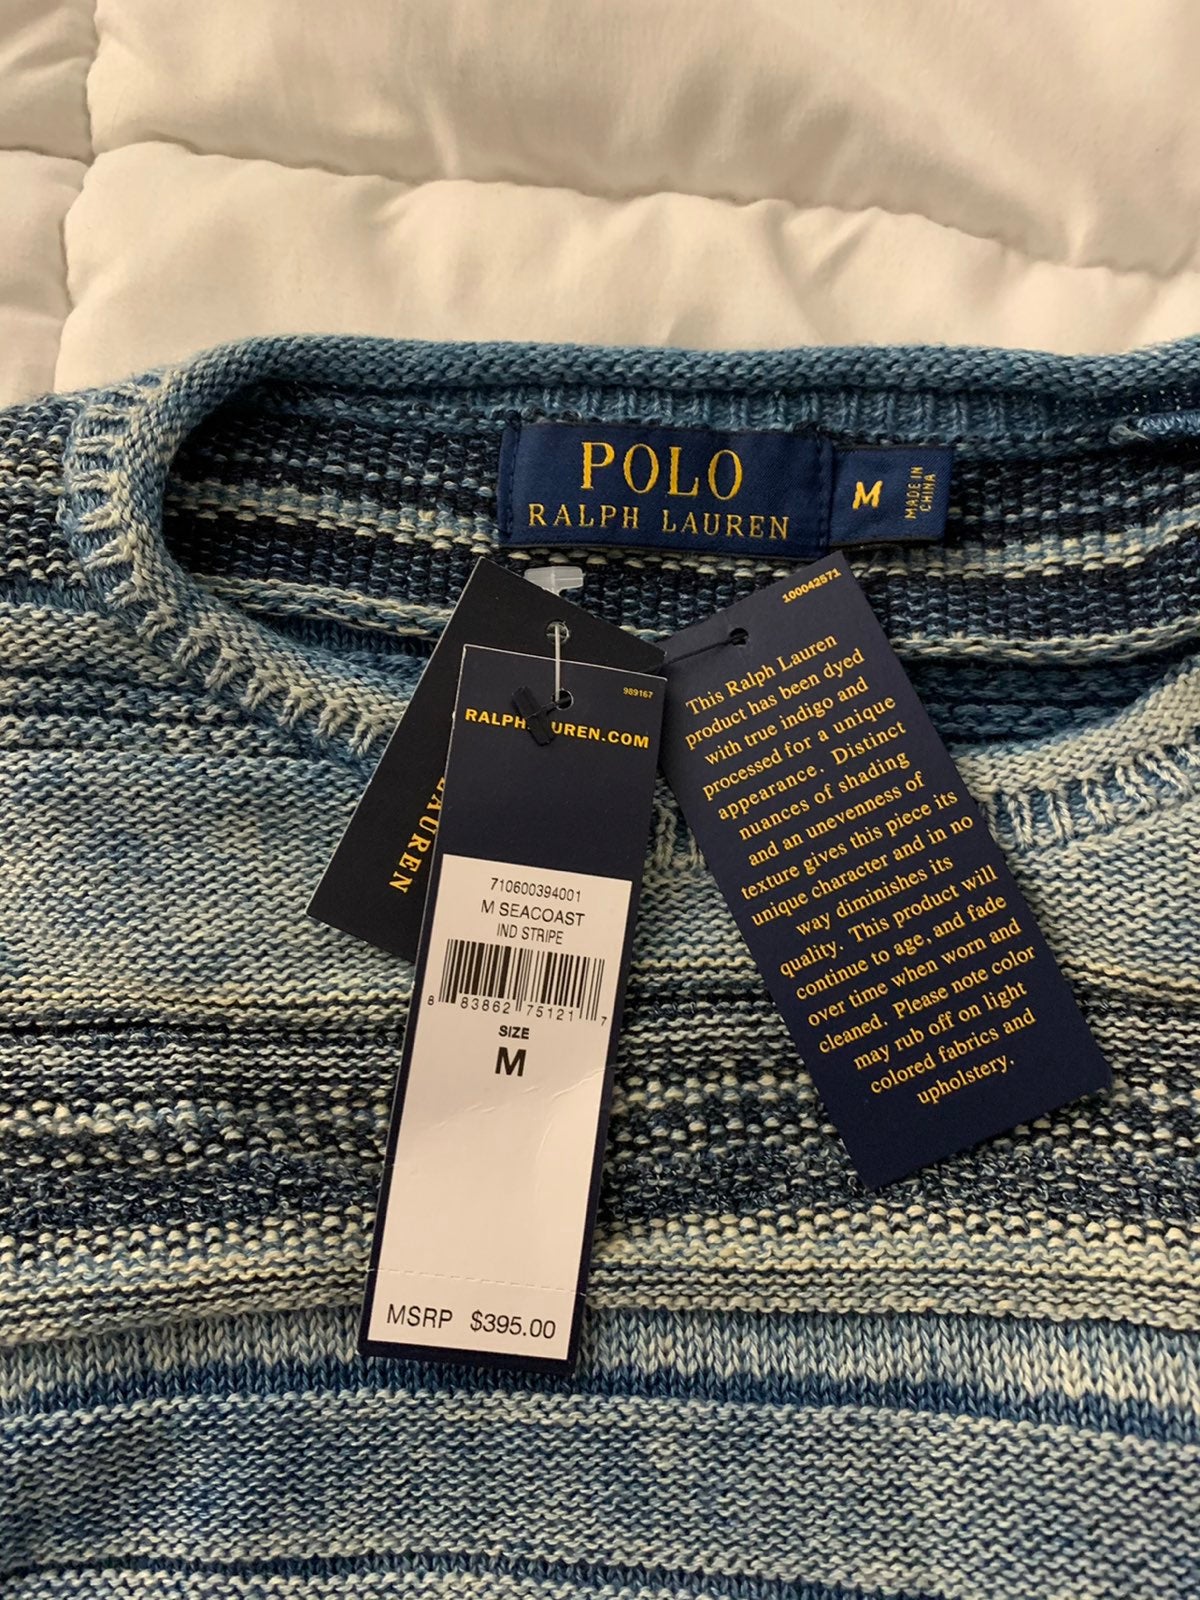 POLO
RALPH LAUREN
M
MADE IN
CHINA
100042571
This Ralph Lauren
product has been dyed
with true indigo and
processed for a unique
appearance. Distinct
nuances of shading
and an unevenness of
texture gives this piece its
unique character and in no
way diminishes its
quality. This product will
continue to age, and fade
over time when worn and
cleaned. Please note color
may rub off on light
colored fabrics and
upholstery.
989167
RALPH UREN.COM
AUREN
710600394001
M SEACOAST
IND STRIPE
8 83862 75121 7
SIZE
M
MSRP $395.00